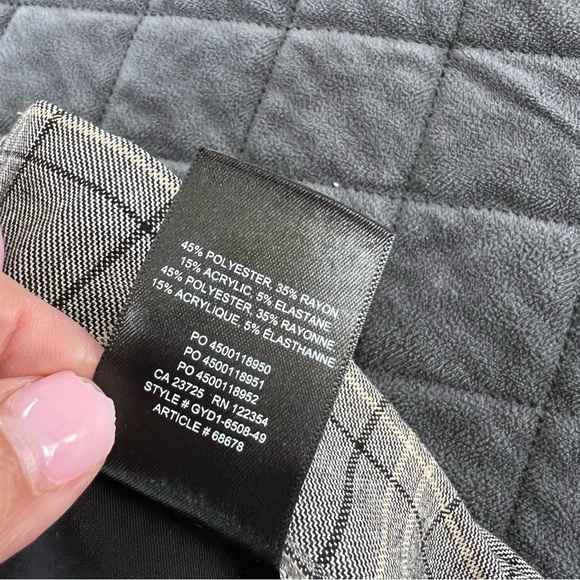 45% POLYESTER, 35% RAYON
15% ACRYLIC, 5% ELASTANE
45% POLYESTER, 35% RAYONNE
15% ACRYLIQUE, 5% ÉLASTHANNE
PO 4500118950
PO 4500118951
PO 4500118952
CA 23725 RN 122354
STYLE # GYD1-6508-49
ARTICLE # 68678